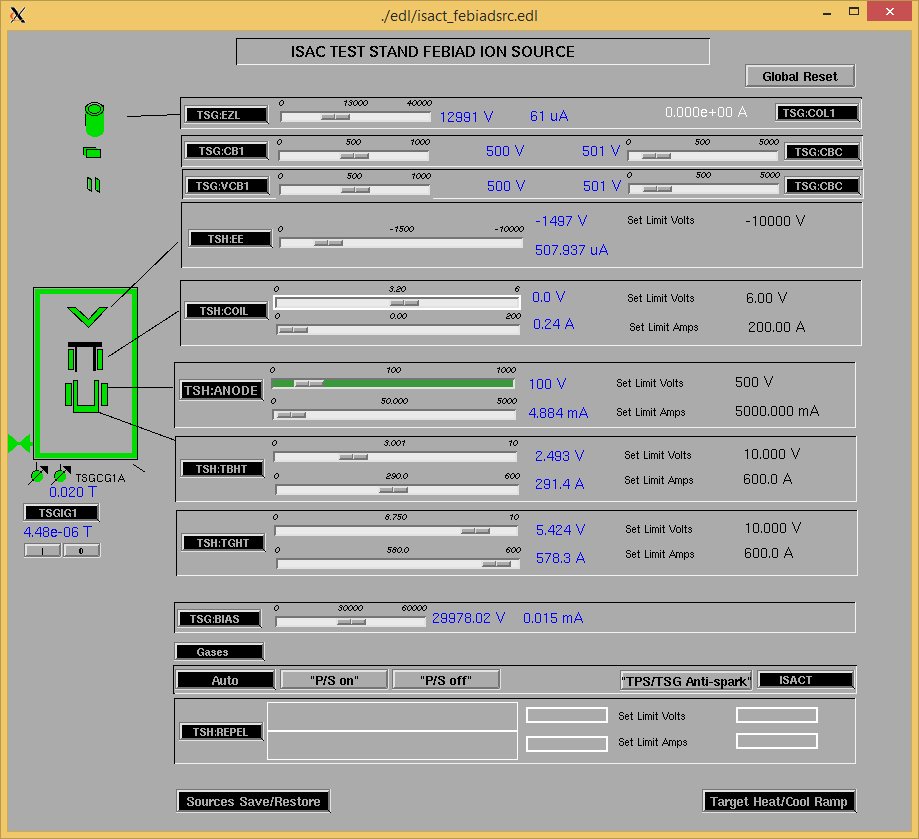 ./edl/isact_febiadsrc.edl
ISAC TEST STAND FEBIAD ION SOURCE
Global Reset
TSG:EZL 0 13000 40000 12991 V 61 uA 0.000e+00 A TSG:COL1
TSG:CB1 0 500 1000 500 V 501 V 0 500 5000 TSG:CBC
TSG:VCB1 0 500 1000 500 V 501 V 0 500 5000 TSG:CBC
TSH:EE 0 -1500 -10000 -1497 V Set Limit Volts -10000 V
507.937 uA
TSH:COIL 0 3.20 6 0.0 V Set Limit Volts 6.00 V
0 0.00 200 0.24 A Set Limit Amps 200.00 A
TSH:ANODE 0 100 1000 100 V Set Limit Volts 500 V
0 50.000 5000 4.884 mA Set Limit Amps 5000.000 mA
TSH:TBHT 0 3.001 10 2.493 V Set Limit Volts 10.000 V
0 290.0 600 291.4 A Set Limit Amps 600.0 A
TSGCG1A
0.020 T
TSGIG1
4.48e-06 T
I 0
TSH:TGHT 0 6.750 10 5.424 V Set Limit Volts 10.000 V
0 580.0 600 578.3 A Set Limit Amps 600.0 A
TSG:BIAS 0 30000 60000 29978.02 V 0.015 mA
Gases
Auto "P/S on" "P/S off" "TPS/TSG Anti-spark" ISACT
TSH:REPEL Set Limit Volts
Set Limit Amps
Sources Save/Restore Target Heat/Cool Ramp